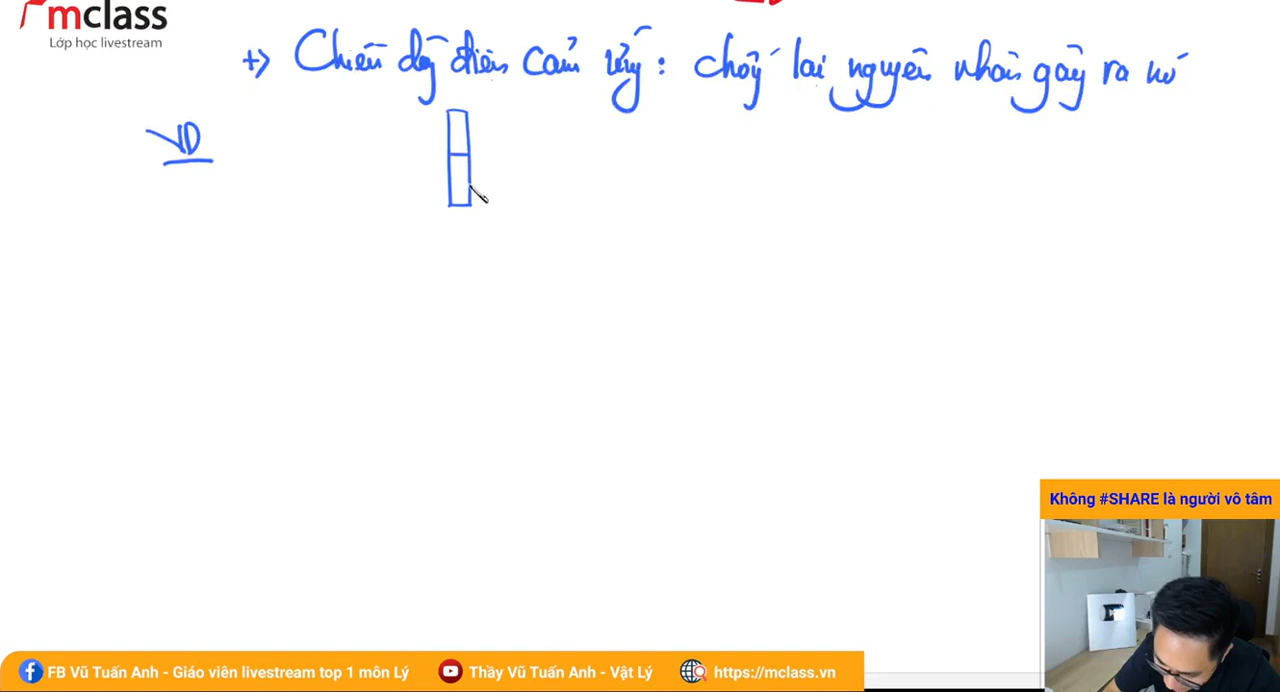 mclass
Lớp học livestream
+> Chiều dòng điện cảm ứng : chống lại nguyên nhân gây ra nó
VD
Không #SHARE là người vô tâm
FB Vũ Tuấn Anh - Giáo viên livestream top 1 môn Lý
Thầy Vũ Tuấn Anh - Vật Lý
https://mclass.vn